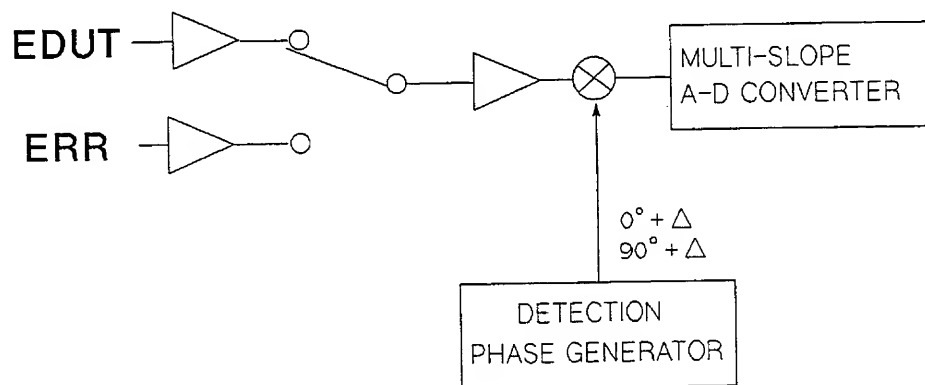 EDUT
MULTI-SLOPE
A-D CONVERTER
ERR
0° + △
90° + △
DETECTION
PHASE GENERATOR